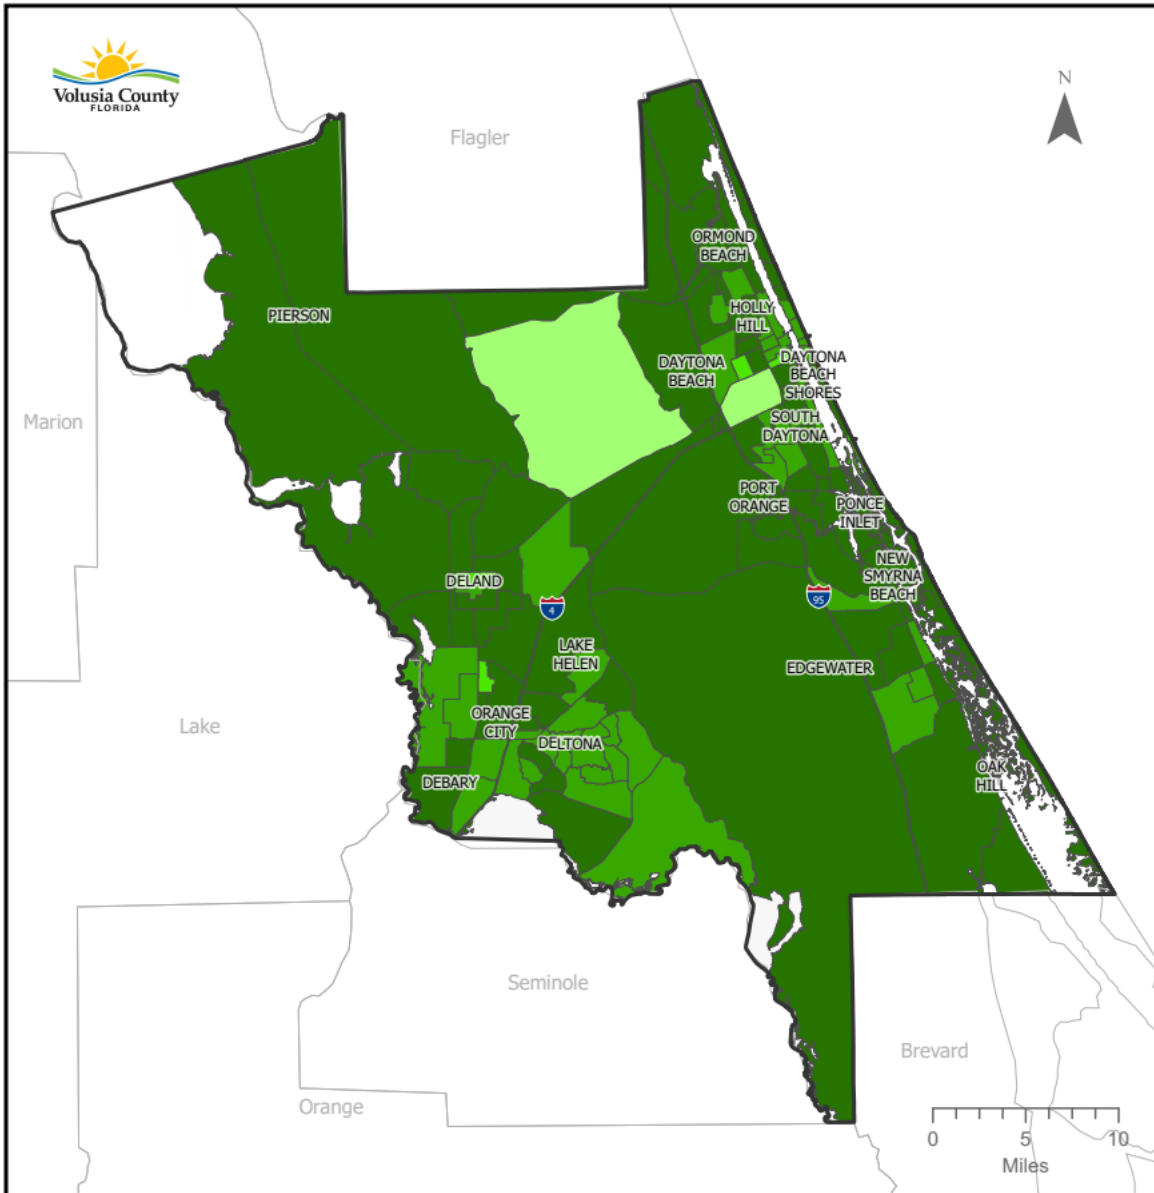 Volusia County
FLORIDA
N
Flagler
ORMOND
BEACH
PIERSON
HOLLY
HILL
DAYTONA
BEACH
DAYTONA
BEACH
SHORES
SOUTH
DAYTONA
Marion
PORT
ORANGE
PONCE
INLET
NEW
SMYRNA
BEACH
DELAND
4
95
LAKE
HELEN
EDGEWATER
Lake
ORANGE
CITY
DELTONA
DEBARY
OAK
HILL
Seminole
Brevard
Orange
0 5 10
Miles